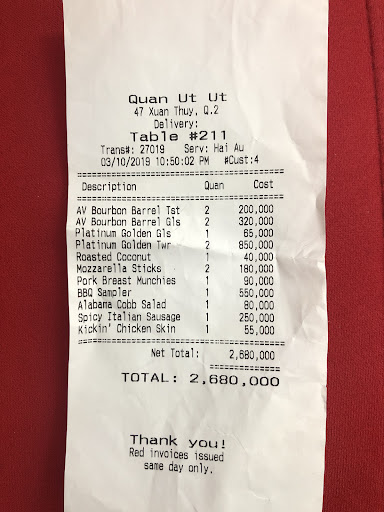 Quan Ut Ut
47 Xuan Thuy, Q.2
Delivery:
Table #211
Trans#: 27019 Serv: Hai Au
03/10/2019 10:50:02 PM #Cust:4
Description Quan Cost
AV Bourbon Barrel Tst 2 200,000
AV Bourbon Barrel Gls 2 320,000
Platinum Golden Gls 1 65,000
Platinum Golden Twr 2 850,000
Roasted Coconut 1 40,000
Mozzarella Sticks 2 180,000
Pork Breast Munchies 1 90,000
BBQ Sampler 1 550,000
Alabama Cobb Salad 1 80,000
Spicy Italian Sausage 1 250,000
Kickin' Chicken Skin 1 55,000
Net Total: 2,680,000
TOTAL: 2,680,000
Thank you!
Red invoices issued
same day only.